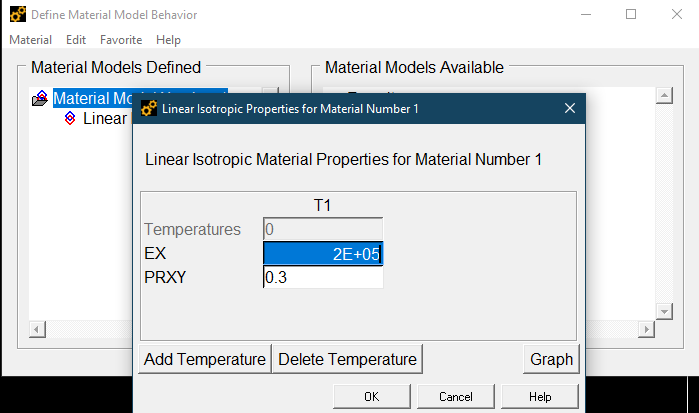 Define Material Model Behavior
Material Edit Favorite Help
Material Models Defined
Material Models Available
Material
Linear
Linear Isotropic Properties for Material Number 1
Linear Isotropic Material Properties for Material Number 1
T1
Temperatures 0
EX 2E+05
PRXY 0.3
Add Temperature Delete Temperature Graph
OK Cancel Help